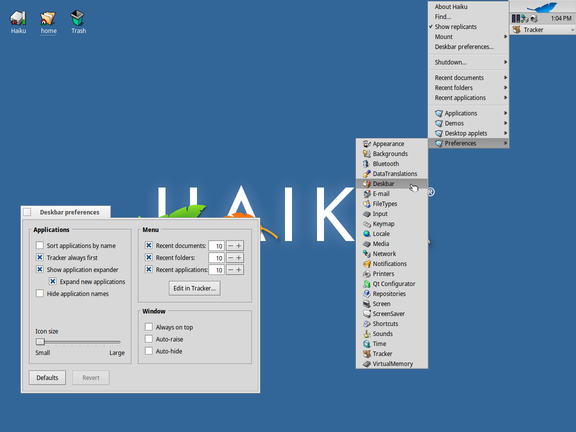 Haiku
home
Trash
About Haiku
Find...
Show replicants
Mount
Deskbar preferences...
Shutdown...
Recent documents
Recent folders
Recent applications
Applications
Demos
Desktop applets
Preferences
1:04 PM
Tracker
Appearance
Backgrounds
Bluetooth
DataTranslations
Deskbar
E-mail
FileTypes
Input
Keymap
Locale
Media
Network
Notifications
Printers
Qt Configurator
Repositories
Screen
ScreenSaver
Shortcuts
Sounds
Time
Tracker
VirtualMemory
HAIK
®
Deskbar preferences
Applications
Sort applications by name
Tracker always first
Show application expander
Expand new applications
Hide application names
Icon size
Small Large
Menu
Recent documents: 10 - +
Recent folders: 10 - +
Recent applications: 10 - +
Edit in Tracker...
Window
Always on top
Auto-raise
Auto-hide
Defaults Revert